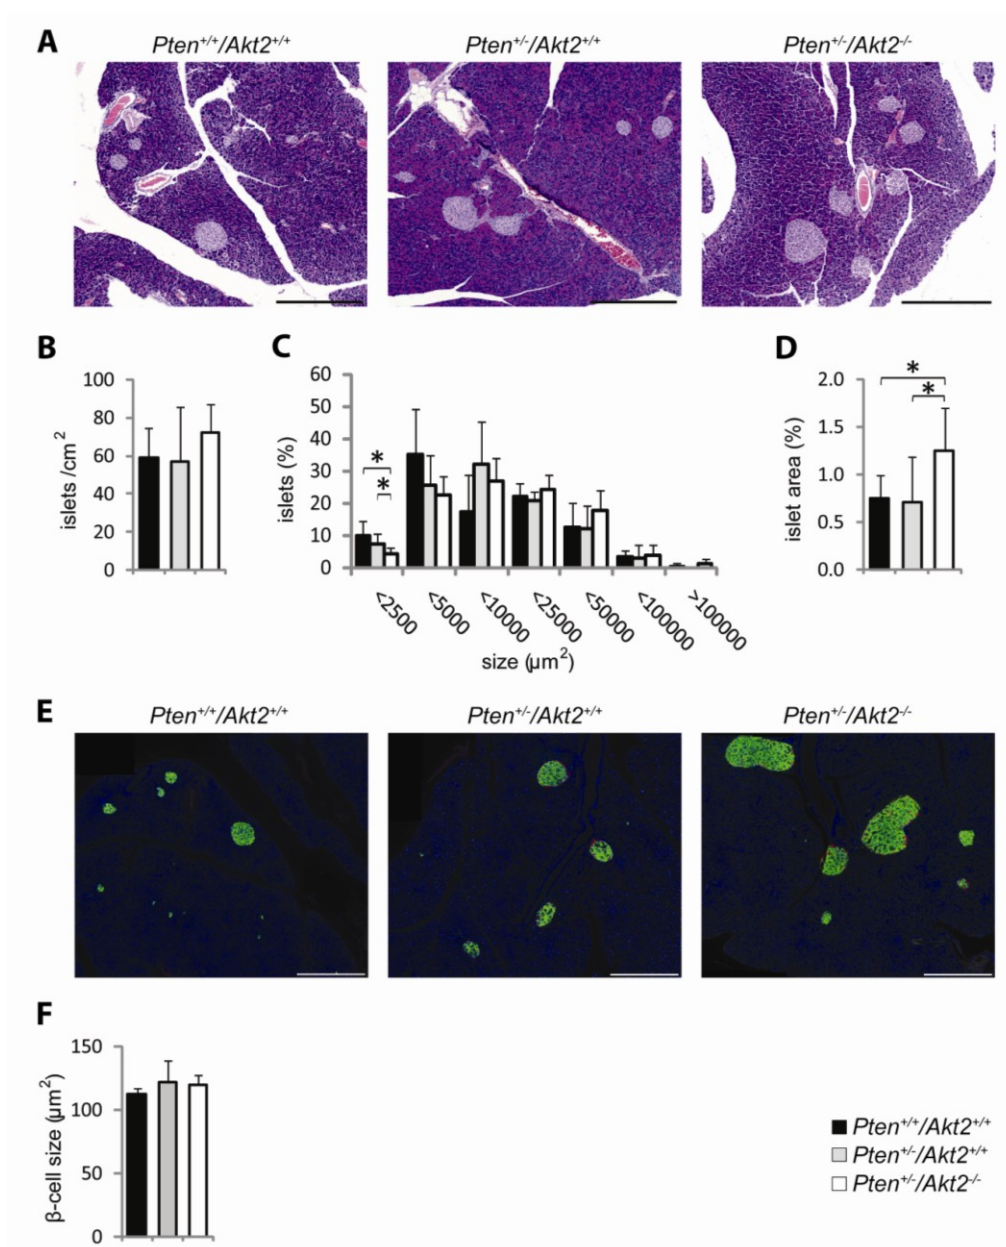 A
Pten+/+/Akt2+/+ Pten+/-/Akt2+/+ Pten+/-/Akt2-/-
B
100
80
60
40
20
0
islets /cm2
C
60
50
40
30
20
10
0
islets (%)
* 
*
<2500 <5000 <10000 <25000 <50000 <100000 >100000
size (µm2)
D
2.0
1.5
1.0
0.5
0.0
islet area (%)
*
*
E
Pten+/+/Akt2+/+ Pten+/-/Akt2+/+ Pten+/-/Akt2-/-
F
150
100
50
0
β-cell size (µm2)
Pten+/+/Akt2+/+
Pten+/-/Akt2+/+
Pten+/-/Akt2-/-